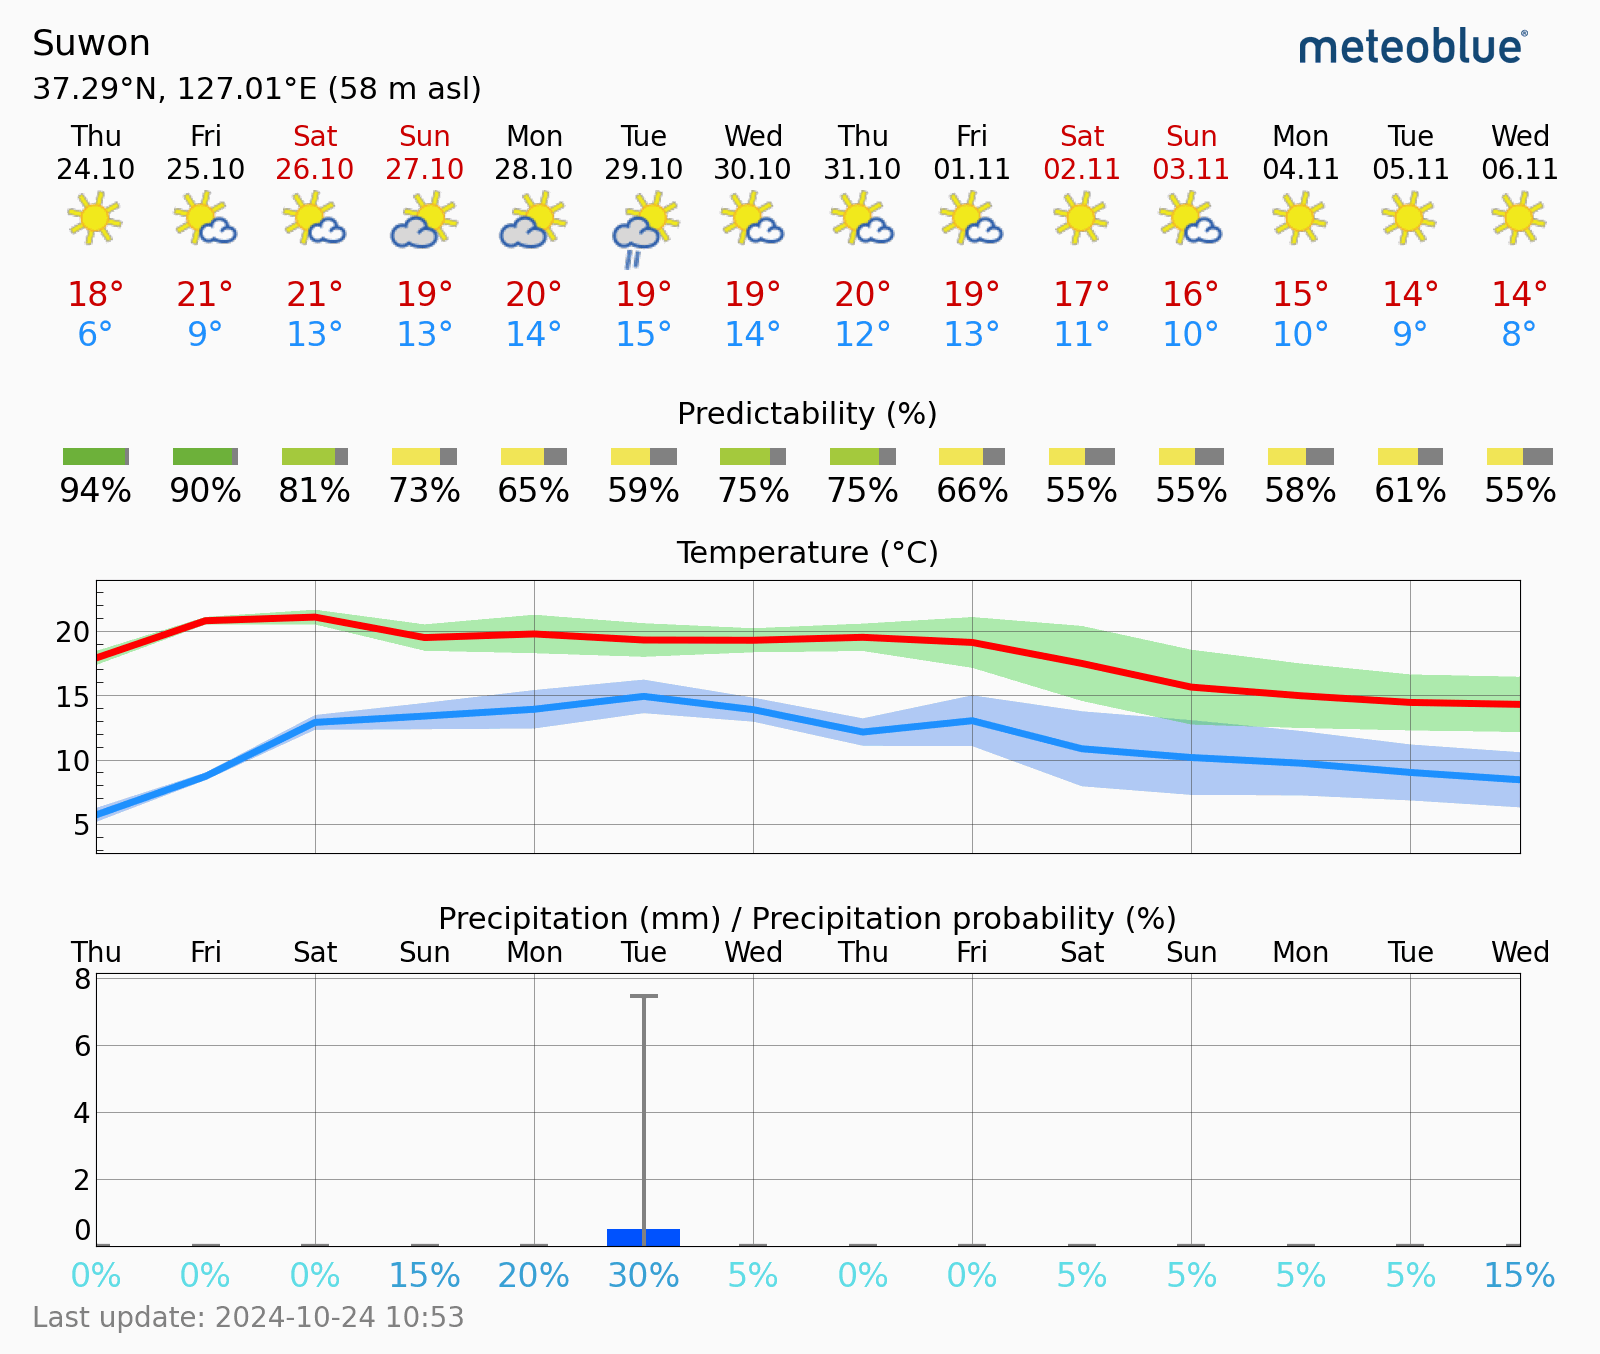 Suwon
meteoblue®
37.29°N, 127.01°E (58 m asl)
Thu Fri Sat Sun Mon Tue Wed Thu Fri Sat Sun Mon Tue Wed
24.10 25.10 26.10 27.10 28.10 29.10 30.10 31.10 01.11 02.11 03.11 04.11 05.11 06.11
18° 21° 21° 19° 20° 19° 19° 20° 19° 17° 16° 15° 14° 14°
6° 9° 13° 13° 14° 15° 14° 12° 13° 11° 10° 10° 9° 8°
Predictability (%)
94% 90% 81% 73% 65% 59% 75% 75% 66% 55% 55% 58% 61% 55%
Temperature (°C)
20
15
10
5
Precipitation (mm) / Precipitation probability (%)
Thu Fri Sat Sun Mon Tue Wed Thu Fri Sat Sun Mon Tue Wed
8
6
4
2
0
0% 0% 0% 15% 20% 30% 5% 0% 0% 5% 5% 5% 5% 15%
Last update: 2024-10-24 10:53